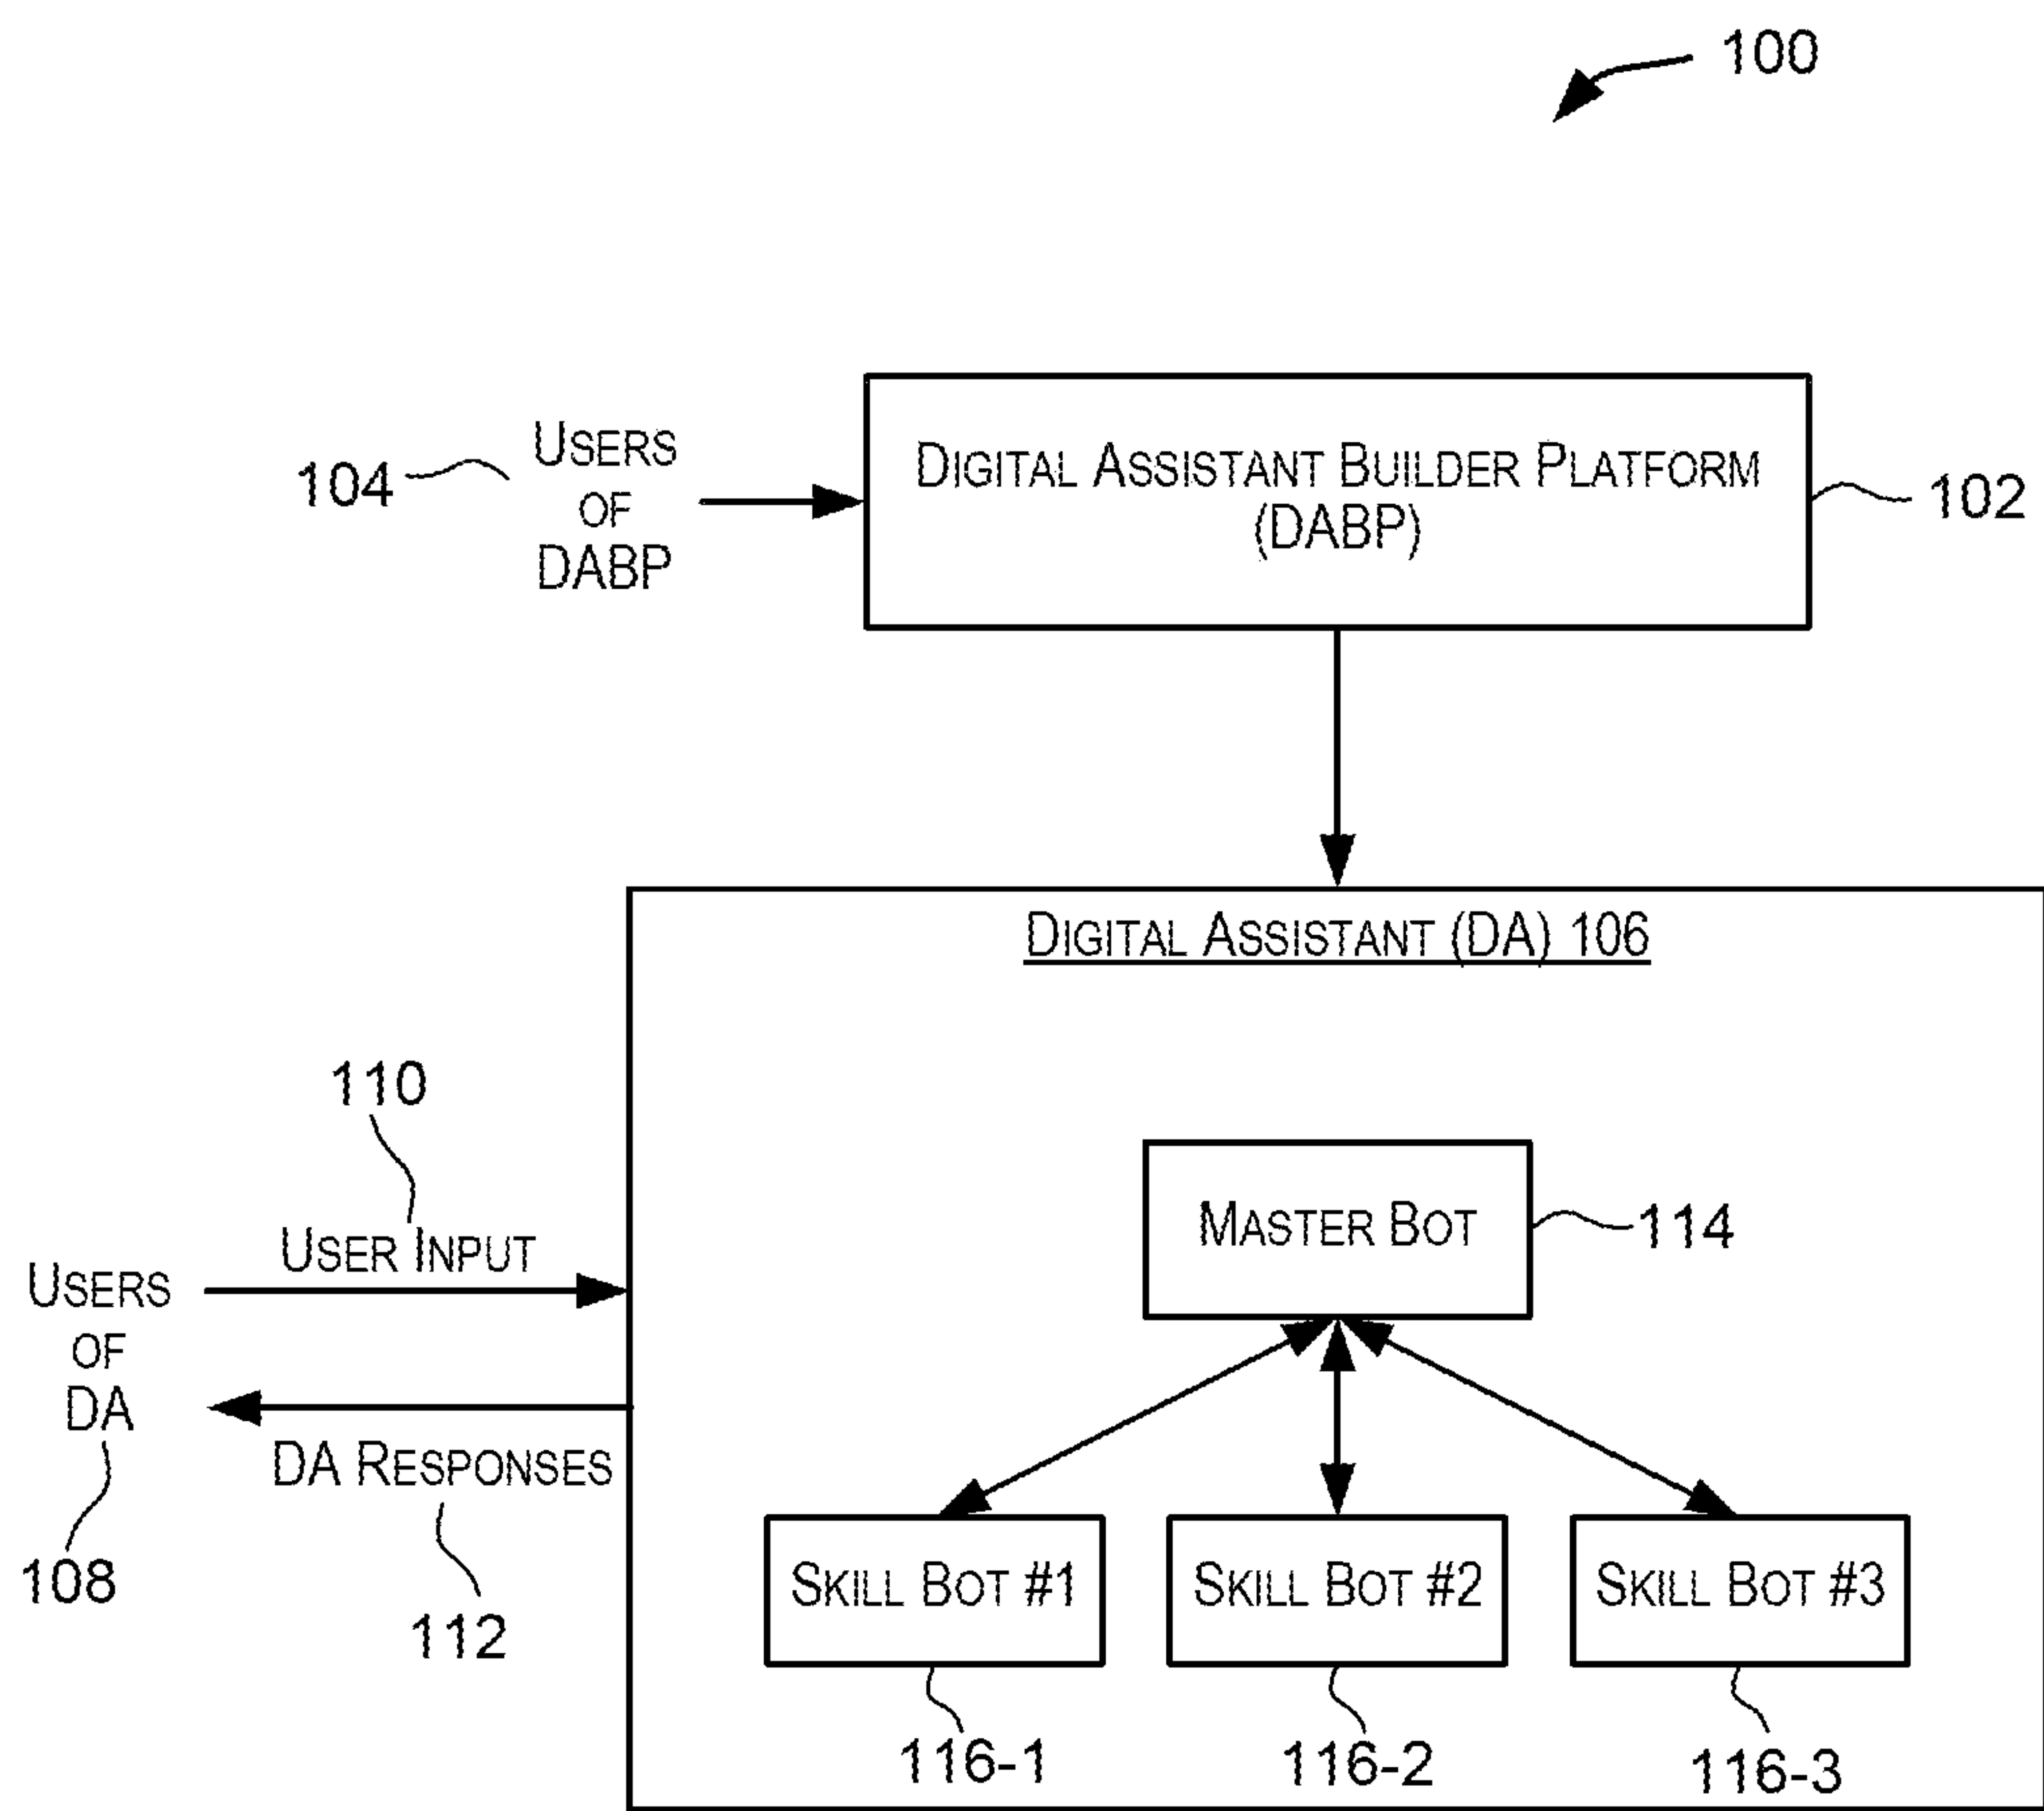 100
USERS
OF
DABP
104
DIGITAL ASSISTANT BUILDER PLATFORM
(DABP)
102
DIGITAL ASSISTANT (DA) 106
110
USER INPUT
USERS
OF
DA
DA RESPONSES
108
112
MASTER BOT
114
SKILL BOT #1
SKILL BOT #2
SKILL BOT #3
116-1
116-2
116-3